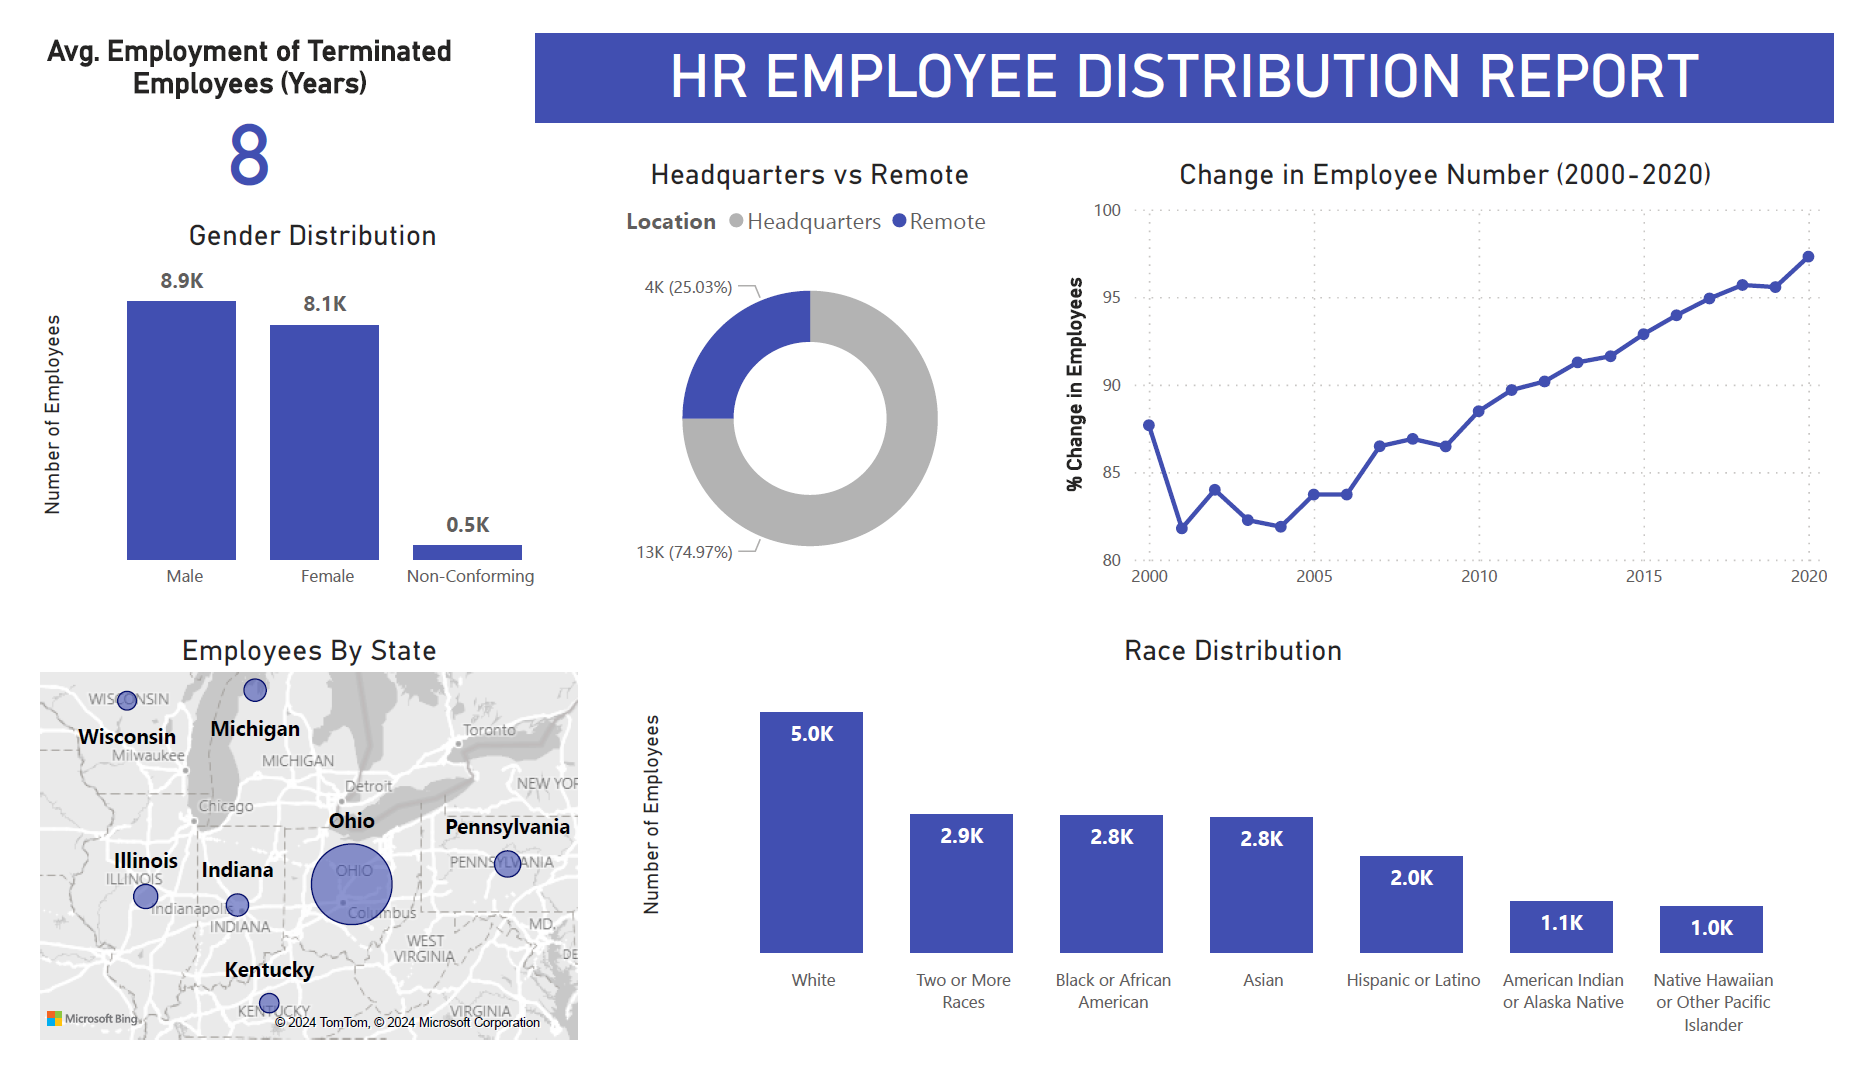 Avg. Employment of Terminated
Employees (Years)
8
HR EMPLOYEE DISTRIBUTION REPORT
Gender Distribution
Number of Employees
8.9K
8.1K
0.5K
Male
Female
Non-Conforming
Headquarters vs Remote
Location
Headquarters
Remote
4K (25.03%)
13K (74.97%)
Change in Employee Number (2000-2020)
% Change in Employees
100
95
90
85
80
2000
2005
2010
2015
2020
Employees By State
WISCONSIN
Wisconsin
Michigan
Milwaukee
MICHIGAN
Toronto
Detroit
NEW YOR
Chicago
Ohio
Pennsylvania
Illinois
ILLINOIS
Indiana
OHIO
PENNSYLVANIA
Indianapolis
Columbus
INDIANA
MD.
WEST
VIRGINIA
DE
Kentucky
KENTUCKY
VIRGINIA
Microsoft Bing
© 2024 TomTom, © 2024 Microsoft Corporation
Race Distribution
Number of Employees
5.0K
2.9K
2.8K
2.8K
2.0K
1.1K
1.0K
White
Two or More
Races
Black or African
American
Asian
Hispanic or Latino
American Indian
or Alaska Native
Native Hawaiian
or Other Pacific
Islander